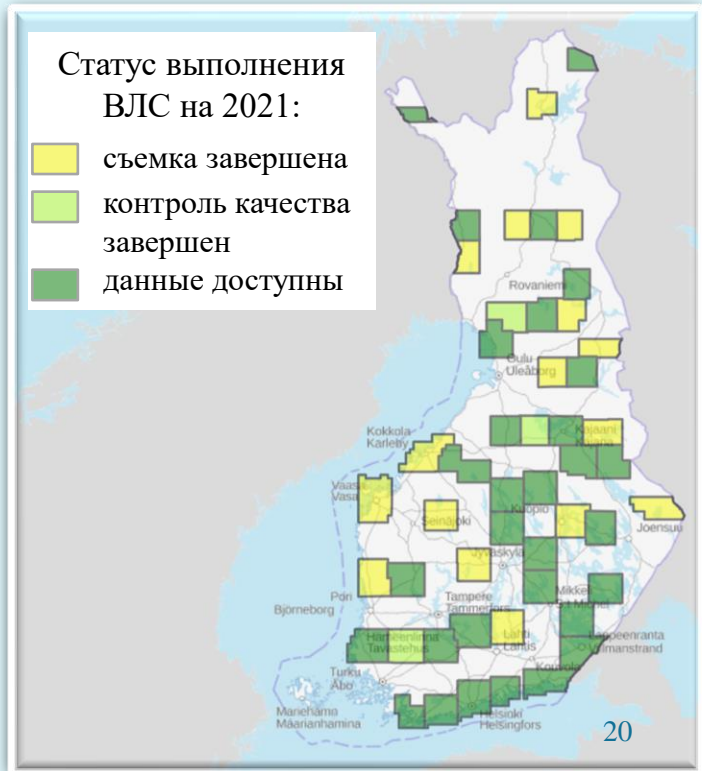 Статус выполнения
ВЛС на 2021:
съемка завершена
контроль качества
завершен
данные доступны
Rovaniemi
Oulu
Uleåborg
Kokkola
Karleby
Kajaani
Kajana
Vaasa
Vasa
Seinäjoki
Kuopio
Joensuu
Jyväskylä
Pori
Björneborg
Tampere
Tammerfors
Mikkeli
S:t Michel
Hämeenlinna
Tavastehus
Lahti
Lahtis
Lappeenranta
Villmanstrand
Kouvola
Turku
Åbo
Mariehamn
Maarianhamina
Helsinki
Helsingfors
20